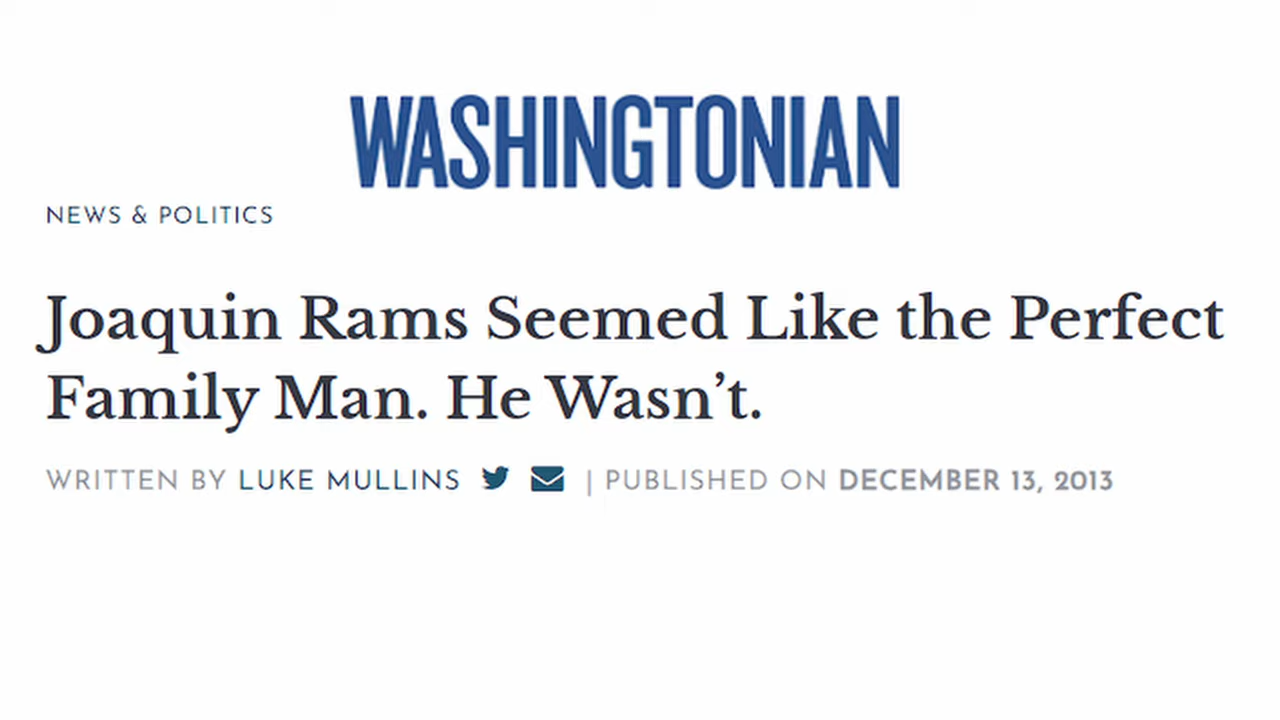 WASHINGTONIAN
NEWS & POLITICS
Joaquin Rams Seemed Like the Perfect
Family Man. He Wasn’t.
WRITTEN BY LUKE MULLINS | PUBLISHED ON DECEMBER 13, 2013